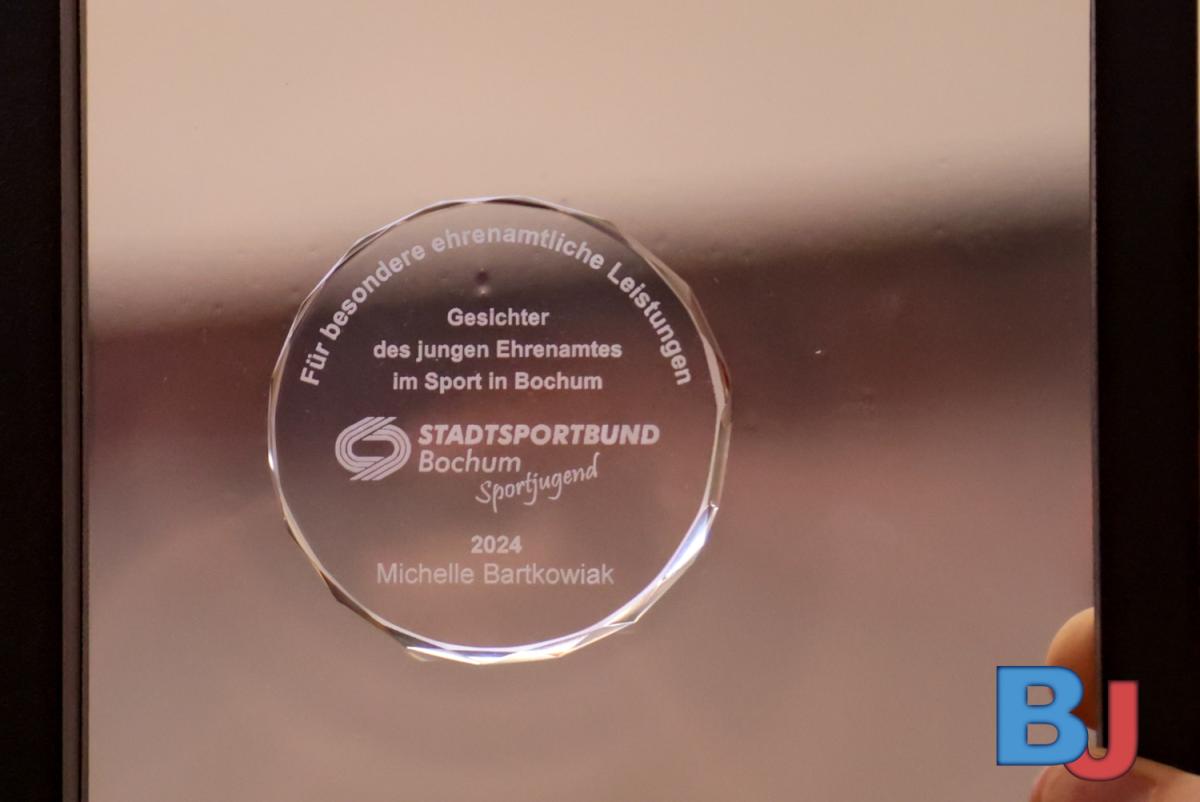 Für besondere ehrenamtliche Leistungen
Gesichter
des jungen Ehrenamtes
im Sport in Bochum
STADTSPORTBUND
Bochum
Sportjugend
2024
Michelle Bartkowiak
BJ